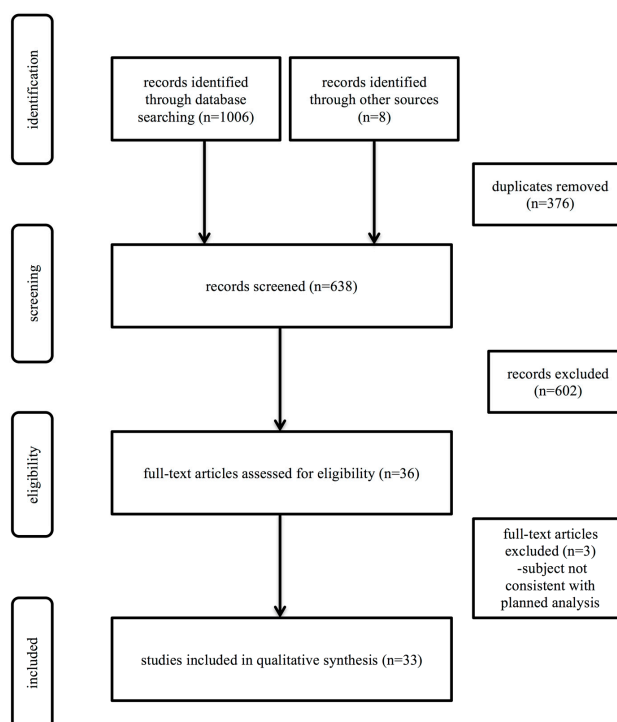 identification
records identified
through database
searching (n=1006)
records identified
through other sources
(n=8)
duplicates removed
(n=376)
screening
records screened (n=638)
records excluded
(n=602)
eligibility
full-text articles assessed for eligibility (n=36)
full-text articles
excluded (n=3)
-subject not
consistent with
planned analysis
included
studies included in qualitative synthesis (n=33)